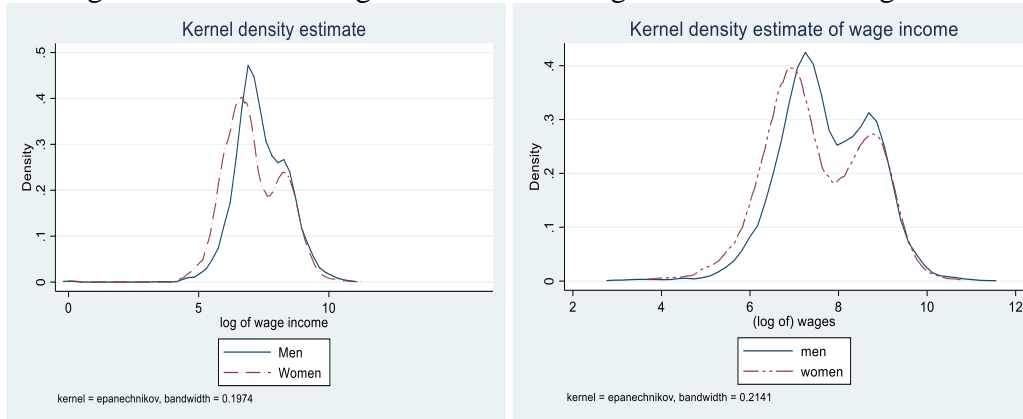 Kernel density estimate
Density
.5
.4
.3
.2
.1
0
0 5 10
log of wage income
Men
Women
kernel = epanechnikov, bandwidth = 0.1974
Kernel density estimate of wage income
Density
.4
.3
.2
.1
0
2 4 6 8 10 12
(log of) wages
men
women
kernel = epanechnikov, bandwidth = 0.2141